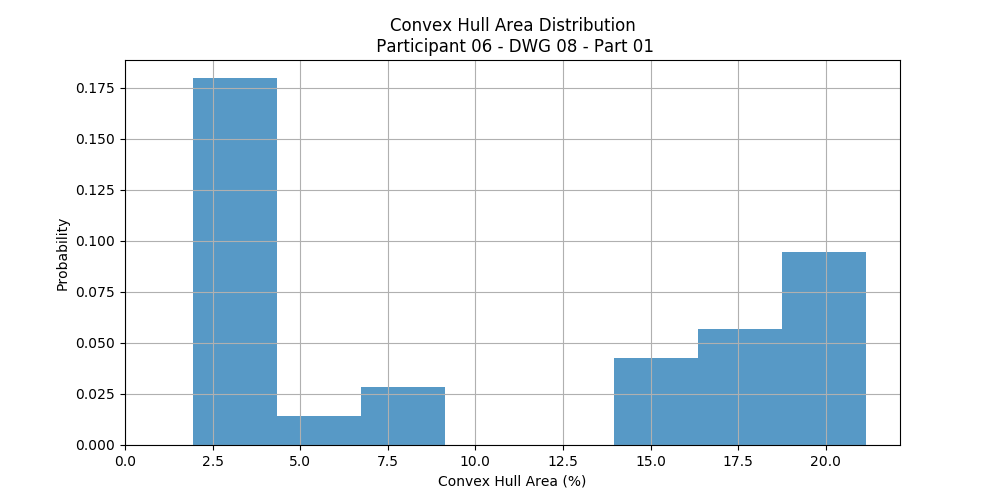 Convex Hull Area Distribution
Participant 06 - DWG 08 - Part 01
0.175
0.150
0.125
0.100
0.075
0.050
0.025
0.000
Probability
0.0 2.5 5.0 7.5 10.0 12.5 15.0 17.5 20.0
Convex Hull Area (%)